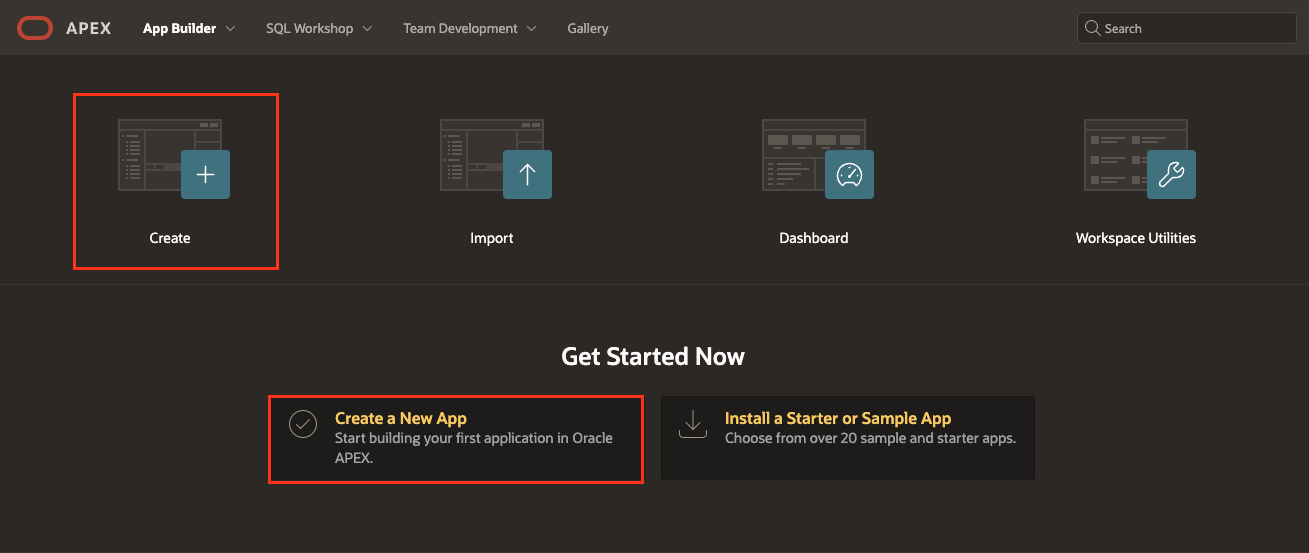 APEX App Builder SQL Workshop Team Development Gallery Search
Create Import Dashboard Workspace Utilities
Get Started Now
Create a New App
Start building your first application in Oracle
APEX.
Install a Starter or Sample App
Choose from over 20 sample and starter apps.